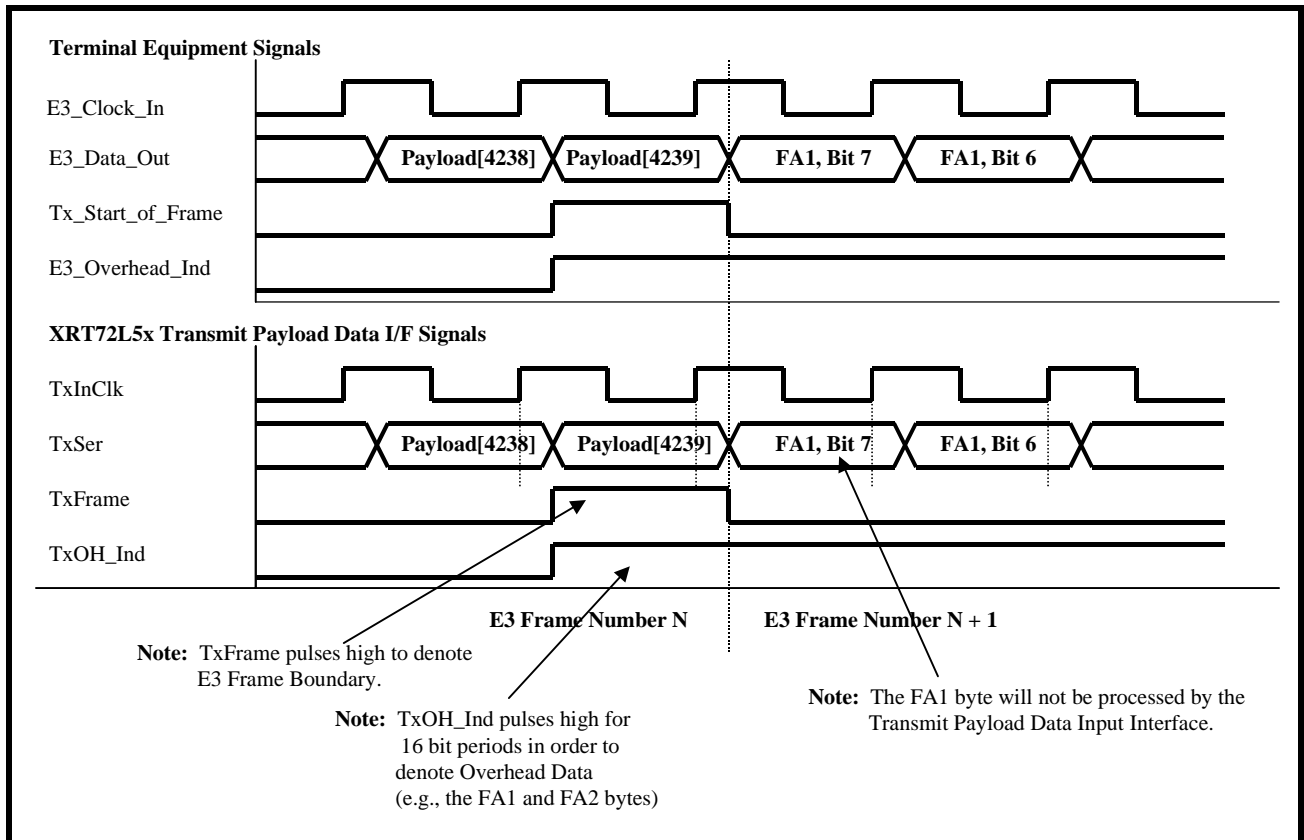 Terminal Equipment Signals
E3_Clock_In
E3_Data_Out
Payload[4238]
Payload[4239]
FA1, Bit 7
FA1, Bit 6
Tx_Start_of_Frame
E3_Overhead_Ind
XRT72L5x Transmit Payload Data I/F Signals
TxInClk
TxSer
Payload[4238]
Payload[4239]
FA1, Bit 7
FA1, Bit 6
TxFrame
TxOH_Ind
E3 Frame Number N
E3 Frame Number N + 1
Note: TxFrame pulses high to denote
E3 Frame Boundary.
Note: The FA1 byte will not be processed by the
Transmit Payload Data Input Interface.
Note: TxOH_Ind pulses high for
16 bit periods in order to
denote Overhead Data
(e.g., the FA1 and FA2 bytes)